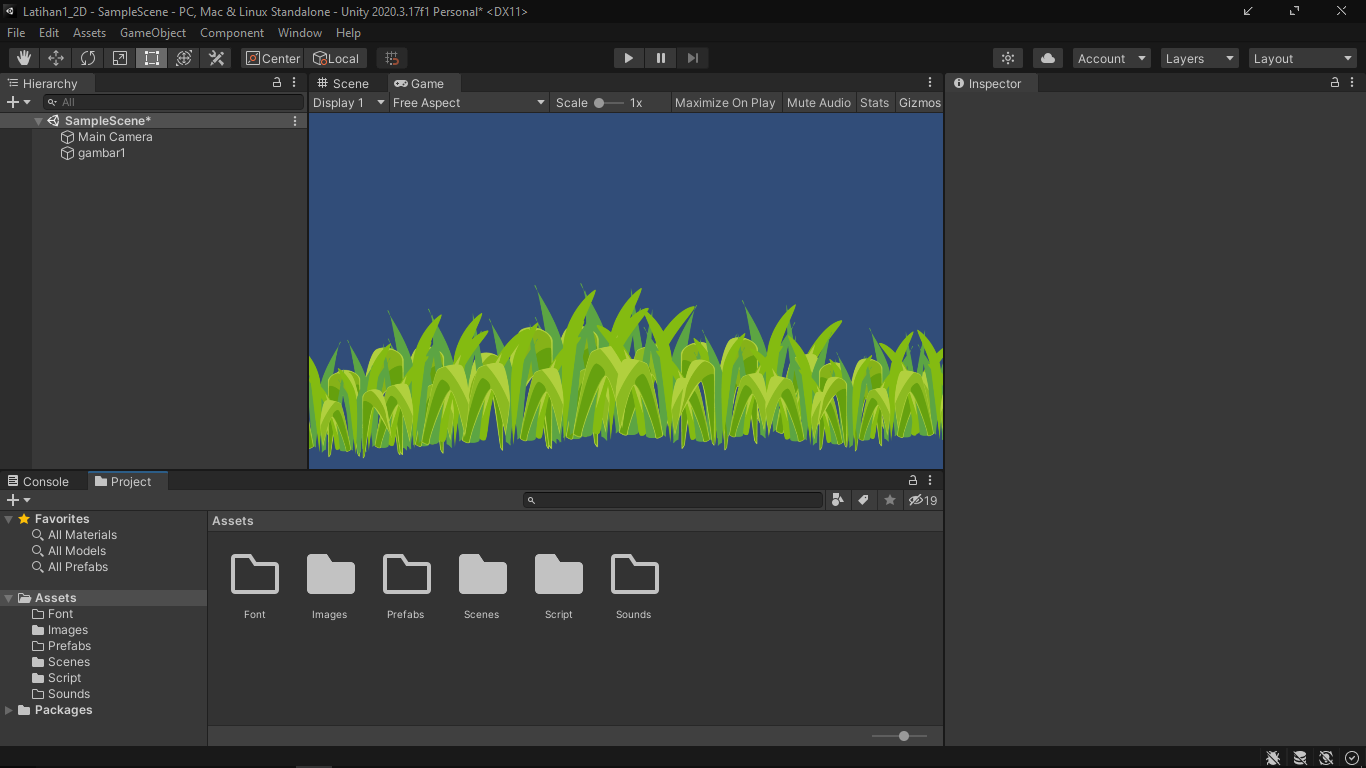 Latihan1_2D - SampleScene - PC, Mac & Linux Standalone - Unity 2020.3.17f1 Personal* <DX11>
File Edit Assets GameObject Component Window Help
Center Local Account Layers Layout
Hierarchy
All
SampleScene*
Main Camera
gambar1
Scene Game
Display 1 Free Aspect Scale 1x Maximize On Play Mute Audio Stats Gizmos
Inspector
Console Project
19
Favorites
All Materials
All Models
All Prefabs
Assets
Font
Images
Prefabs
Scenes
Script
Sounds
Packages
Assets
Font Images Prefabs Scenes Script Sounds